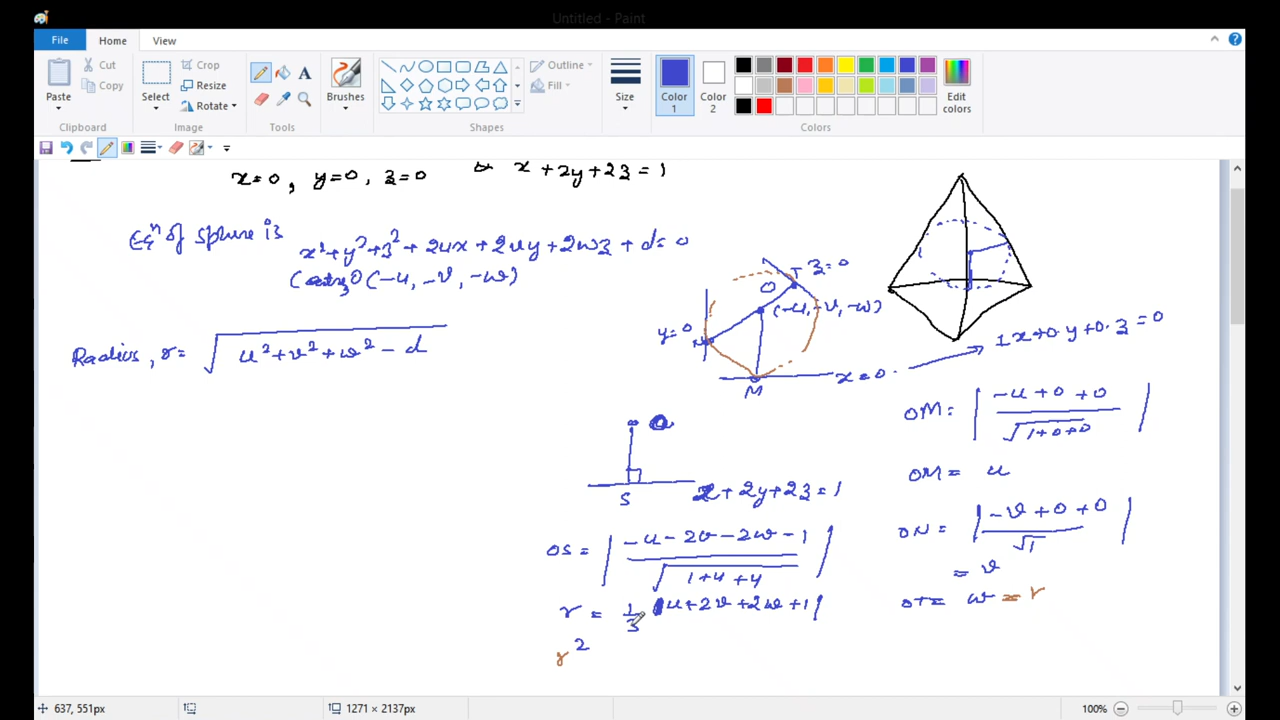 Untitled - Paint
File Home View
Paste Cut Copy
Select Crop Resize Rotate
Brushes
Outline
Fill
Size
Color 1
Color 2
Edit colors
Clipboard Image Tools Shapes Colors
x=0, y=0, z=0 & x+2y+2z=1
Eqⁿ of sphere is
x²+y²+z²+2ux+2vy+2wz+d=0
(-u, -v, -w)
Radius, r = √u²+v²+w²-d
T z=0
O
(-u, -v, -w)
y=0 N
M x=0
1x+0.y+0.z=0
S x+2y+2z=1
OM = | -u+0+0 / √1+0+0 |
OM = u
ON = | -v+0+0 / √1 |
= v
OT = w = r
OS = | -u-2v-2w-1 / √1+4+4 |
r = 1/3 |u+2v+2w+1|
r²
637, 551px
1271 × 2137px
100%